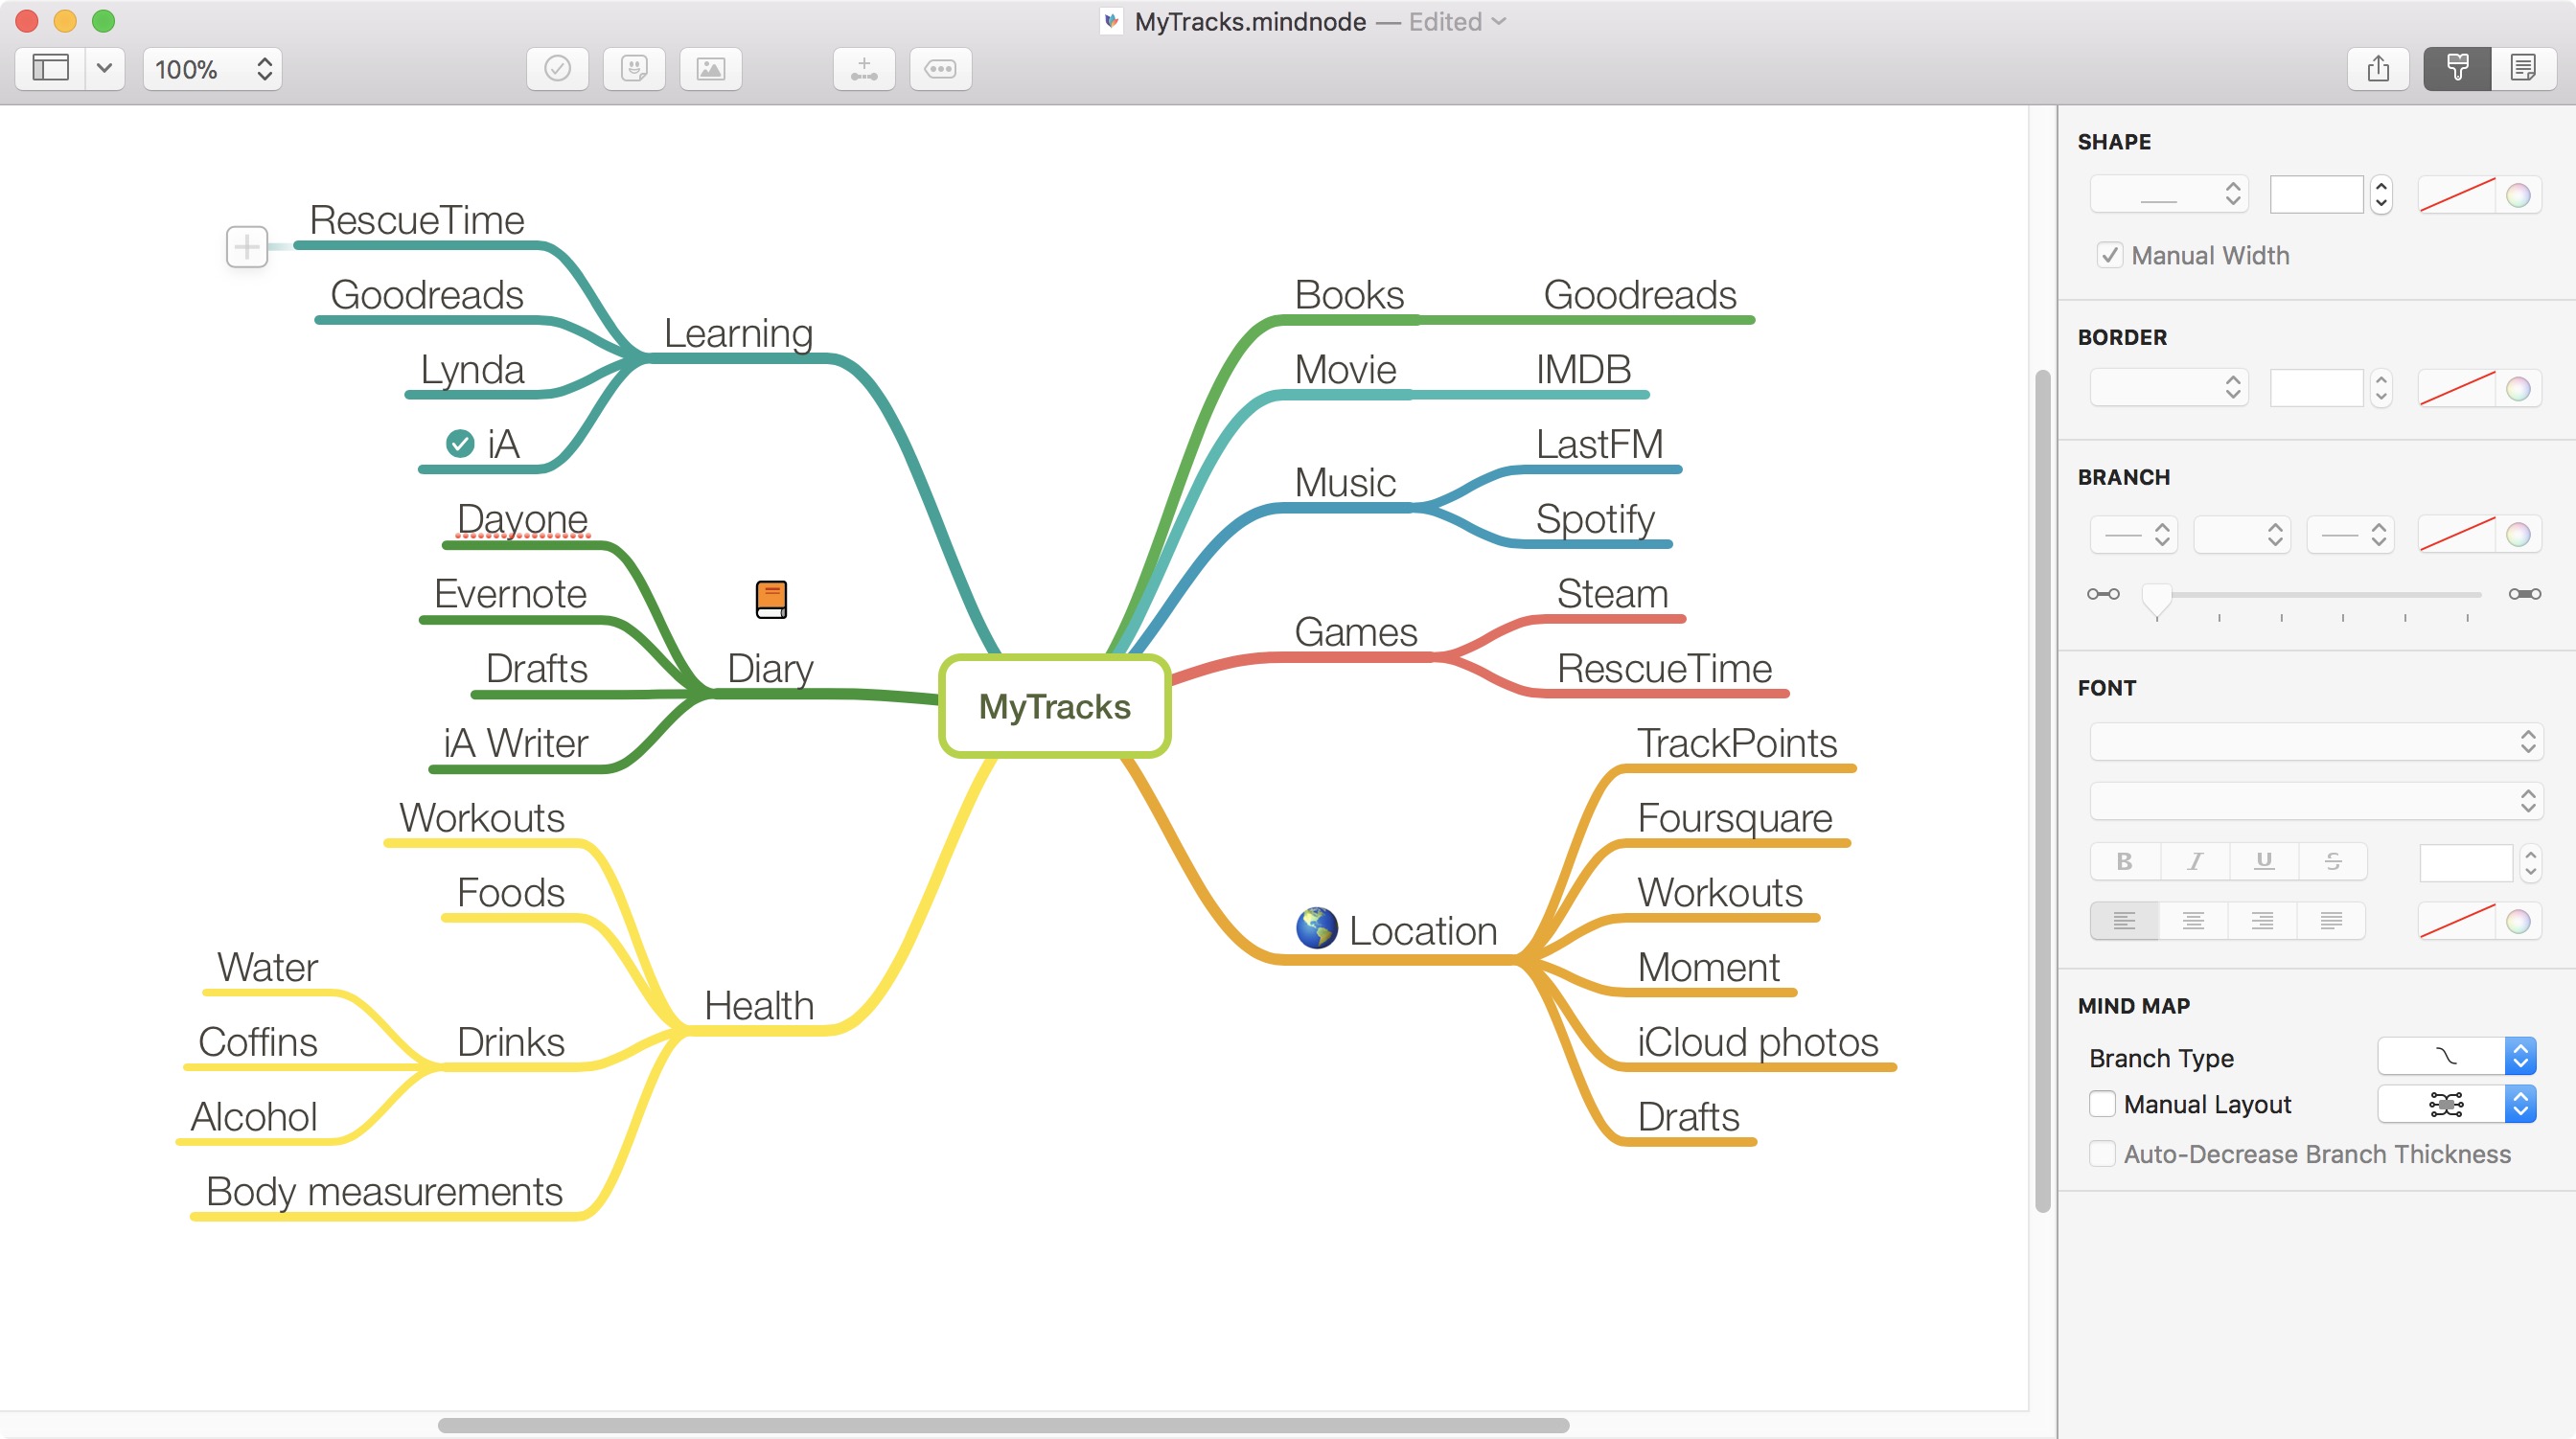 MyTracks.mindnode — Edited
100%
RescueTime
Goodreads
Lynda
iA
Learning
Dayone
Evernote
Drafts
iA Writer
Diary
Workouts
Foods
Water
Coffins
Alcohol
Drinks
Body measurements
Health
MyTracks
Books
Goodreads
Movie
IMDB
Music
LastFM
Spotify
Games
Steam
RescueTime
Location
TrackPoints
Foursquare
Workouts
Moment
iCloud photos
Drafts
SHAPE
Manual Width
BORDER
BRANCH
FONT
B I U S
MIND MAP
Branch Type
Manual Layout
Auto-Decrease Branch Thickness